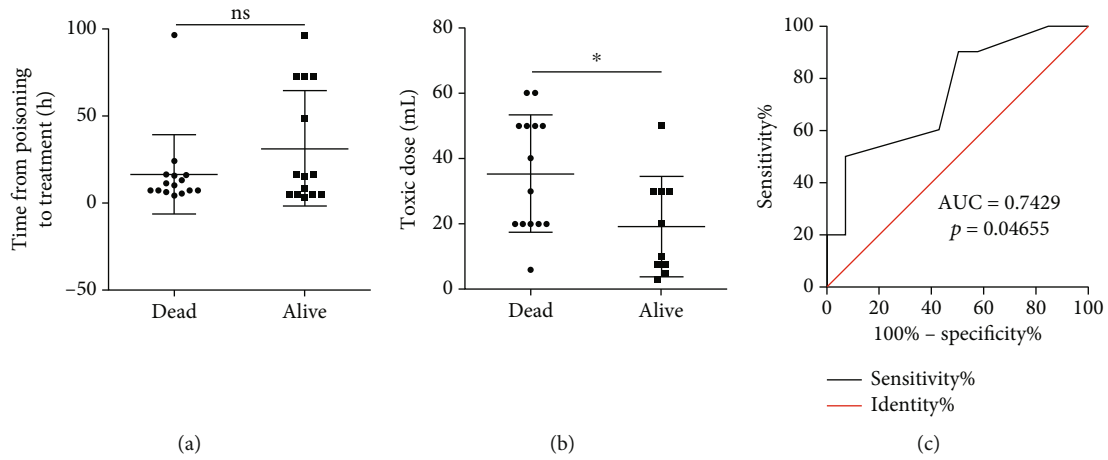 ns
100
50
0
−50
Time from poisoning
to treatment (h)
Dead
Alive
(a)
*
80
60
40
20
0
Toxic dose (mL)
Dead
Alive
(b)
100
80
60
40
20
0
Sensitivity%
AUC = 0.7429
p = 0.04655
0 20 40 60 80 100
100% – specificity%
Sensitivity%
Identity%
(c)